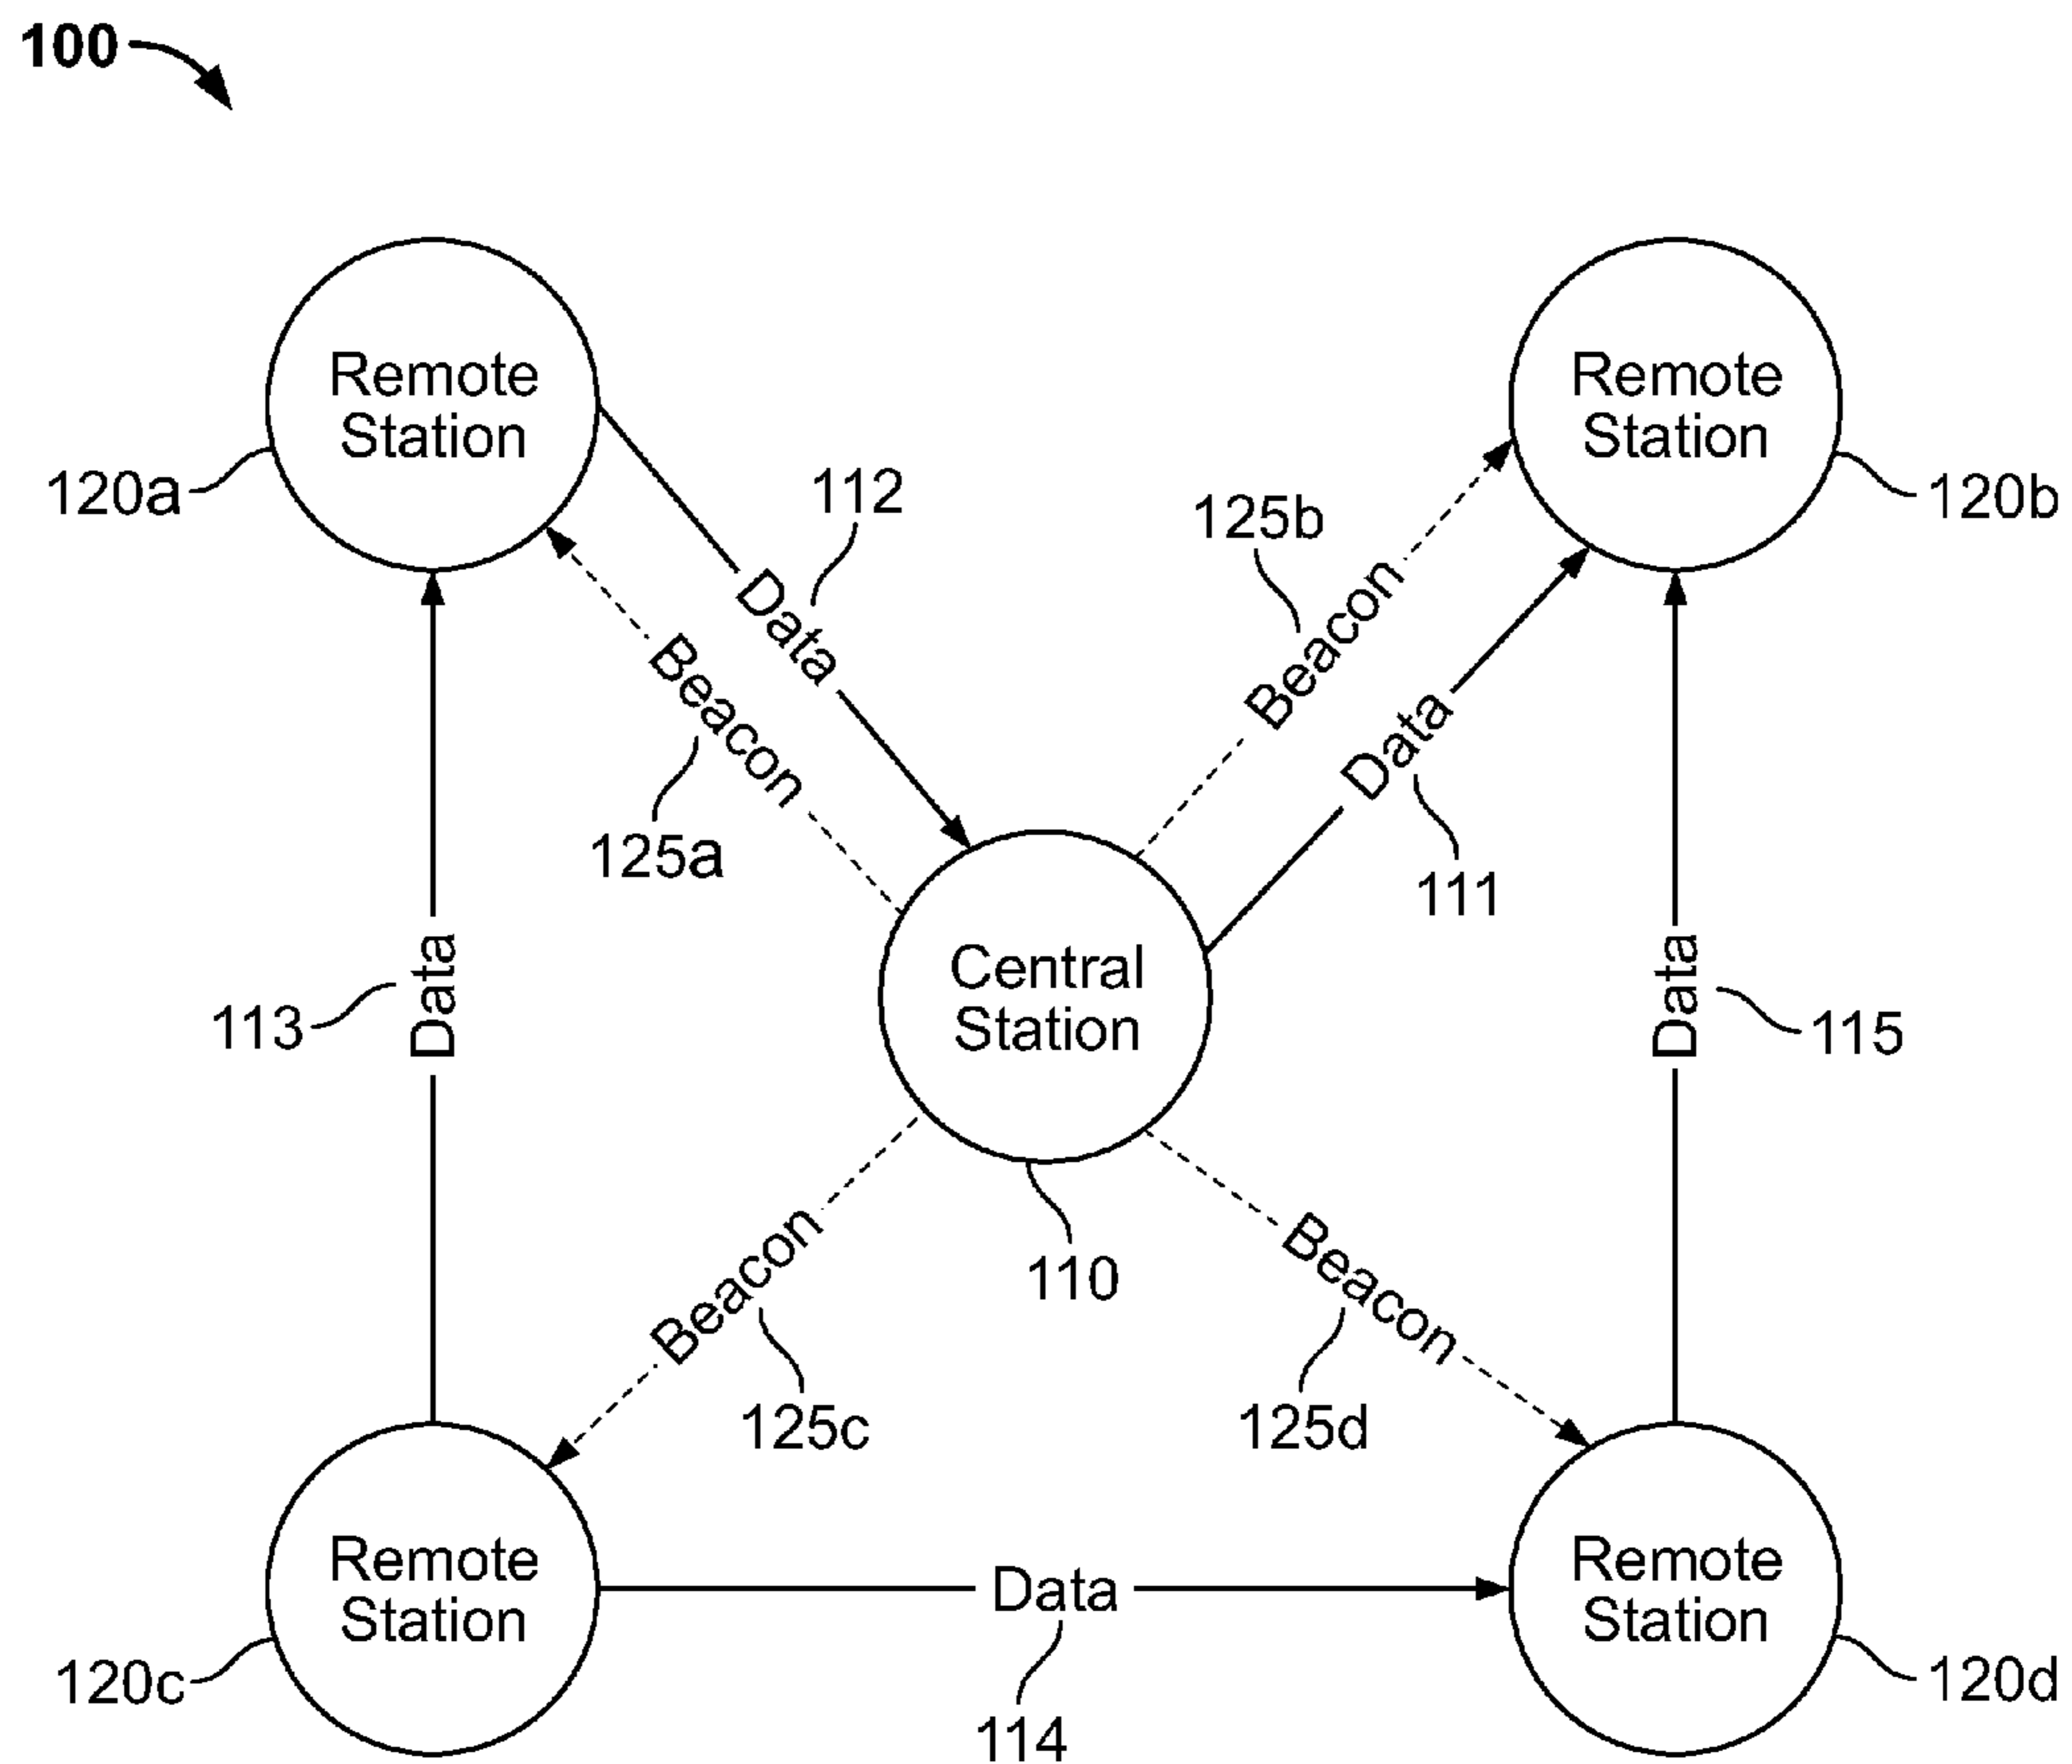 100
Remote
Station
120a
Remote
Station
120b
112
Data
125b
Beacon
Beacon
125a
Data
111
Central
Station
110
113
Data
Data
115
Beacon
125c
Beacon
125d
Remote
Station
120c
Data
114
Remote
Station
120d